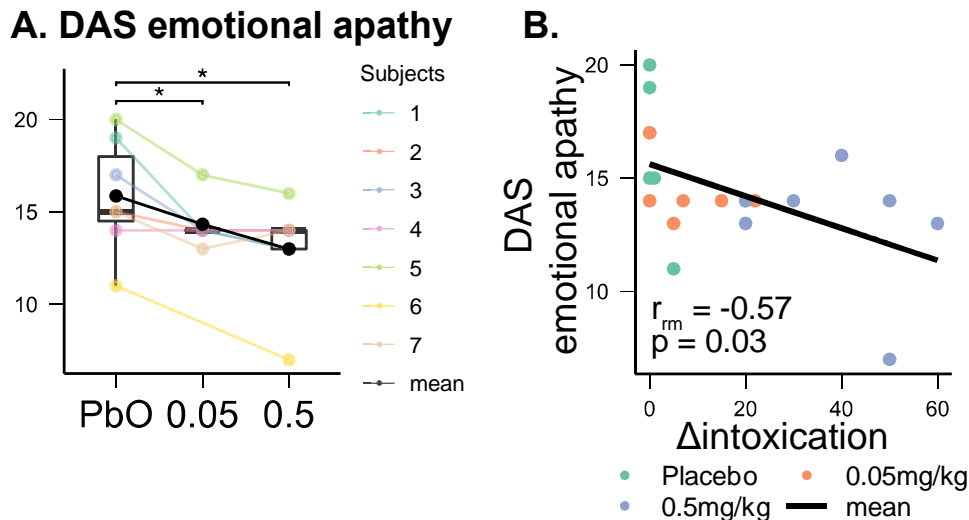 A. DAS emotional apathy
*
*
20
15
10
PbO 0.05 0.5
Subjects
1
2
3
4
5
6
7
mean
B.
DAS
emotional apathy
20
15
10
r_rm = -0.57
p = 0.03
0 20 40 60
Δintoxication
Placebo 0.05mg/kg
0.5mg/kg mean